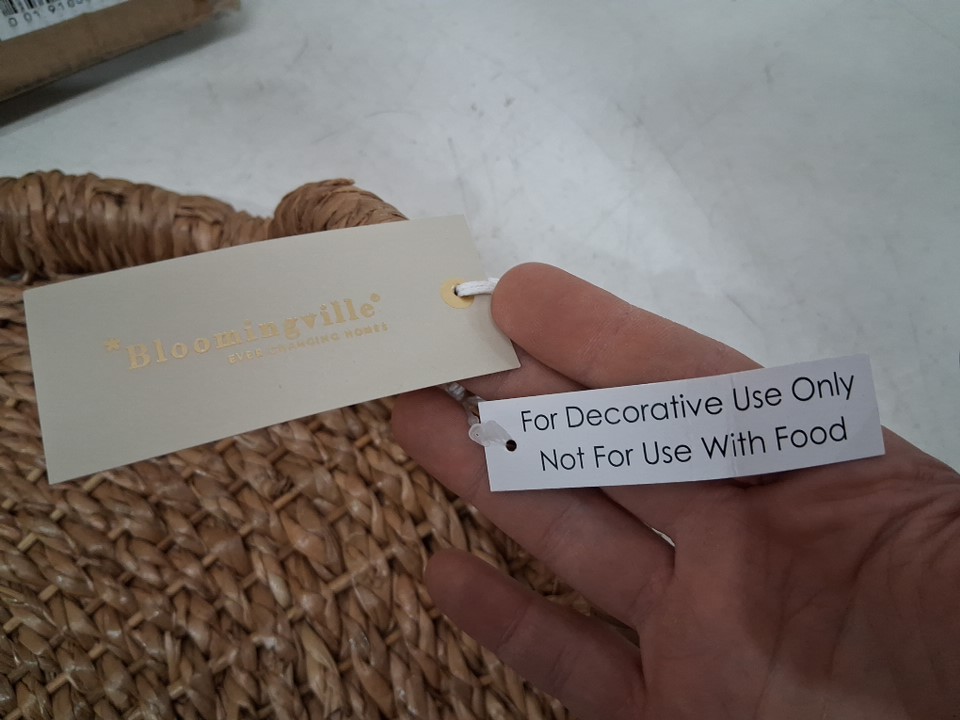 *Bloomingville®
EVER CHANGING HOMES
For Decorative Use Only
Not For Use With Food